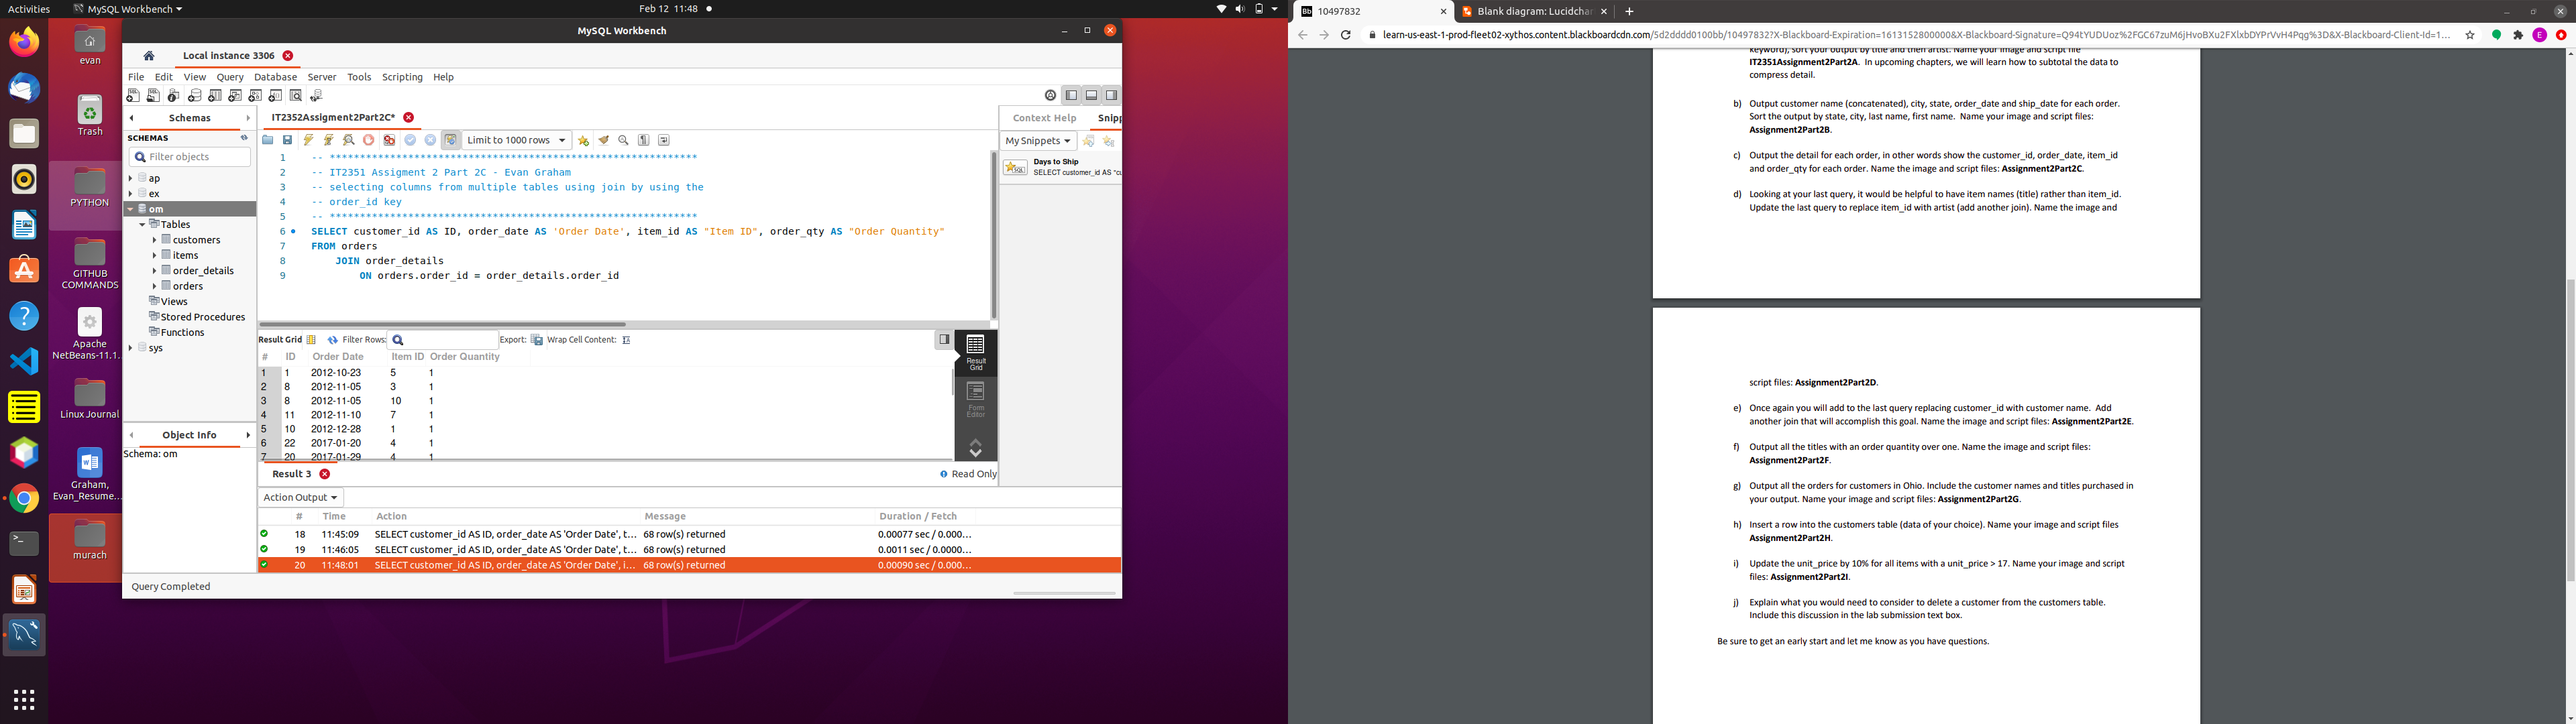 Activities
MySQL Workbench
Feb 12 11:48
evan
Trash
PYTHON
GITHUB
COMMANDS
Apache
NetBeans-11.1...
Linux Journal
Graham,
Evan_Resume...
murach
MySQL Workbench
Local instance 3306
File Edit View Query Database Server Tools Scripting Help
Schemas
SCHEMAS
Filter objects
ap
ex
om
Tables
customers
items
order_details
orders
Views
Stored Procedures
Functions
sys
Object Info
Schema: om
IT2352Assigment2Part2C*
Limit to 1000 rows
1 -- *************************************************************
2 -- IT2351 Assigment 2 Part 2C - Evan Graham
3 -- selecting columns from multiple tables using join by using the
4 -- order_id key
5 -- *************************************************************
6 SELECT customer_id AS ID, order_date AS 'Order Date', item_id AS "Item ID", order_qty AS "Order Quantity"
7 FROM orders
8 JOIN order_details
9 ON orders.order_id = order_details.order_id
Context Help Snipp
My Snippets
Days to Ship
SELECT customer_id AS "cu
Result Grid Filter Rows: Export: Wrap Cell Content:
# ID Order Date Item ID Order Quantity
1 1 2012-10-23 5 1
2 8 2012-11-05 3 1
3 8 2012-11-05 10 1
4 11 2012-11-10 7 1
5 10 2012-12-28 1 1
6 22 2017-01-20 4 1
7 20 2017-01-29 4 1
Result
Grid
Form
Editor
Result 3
Read Only
Action Output
# Time Action Message Duration / Fetch
18 11:45:09 SELECT customer_id AS ID, order_date AS 'Order Date', t... 68 row(s) returned 0.00077 sec / 0.000...
19 11:46:05 SELECT customer_id AS ID, order_date AS 'Order Date', t... 68 row(s) returned 0.0011 sec / 0.0000...
20 11:48:01 SELECT customer_id AS ID, order_date AS 'Order Date', i... 68 row(s) returned 0.00090 sec / 0.000...
Query Completed
Bb 10497832
Blank diagram: Lucidchar
learn-us-east-1-prod-fleet02-xythos.content.blackboardcdn.com/5d2dddd0100bb/10497832?X-Blackboard-Expiration=1613152800000&X-Blackboard-Signature=Q94tYUDUoz%2FGC67zuM6jHvoBXu2FXlxbDYPrVvH4Pqg%3D&X-Blackboard-Client-Id=1...
E
keyword), sort your output by title and then artist. Name your image and script file
IT2351Assignment2Part2A. In upcoming chapters, we will learn how to subtotal the data to
compress detail.
b) Output customer name (concatenated), city, state, order_date and ship_date for each order.
Sort the output by state, city, last name, first name. Name your image and script files:
Assignment2Part2B.
c) Output the detail for each order, in other words show the customer_id, order_date, item_id
and order_qty for each order. Name the image and script files: Assignment2Part2C.
d) Looking at your last query, it would be helpful to have item names (title) rather than item_id.
Update the last query to replace item_id with artist (add another join). Name the image and
script files: Assignment2Part2D.
e) Once again you will add to the last query replacing customer_id with customer name. Add
another join that will accomplish this goal. Name the image and script files: Assignment2Part2E.
f) Output all the titles with an order quantity over one. Name the image and script files:
Assignment2Part2F.
g) Output all the orders for customers in Ohio. Include the customer names and titles purchased in
your output. Name your image and script files: Assignment2Part2G.
h) Insert a row into the customers table (data of your choice). Name your image and script files
Assignment2Part2H.
i) Update the unit_price by 10% for all items with a unit_price > 17. Name your image and script
files: Assignment2Part2I.
j) Explain what you would need to consider to delete a customer from the customers table.
Include this discussion in the lab submission text box.
Be sure to get an early start and let me know as you have questions.